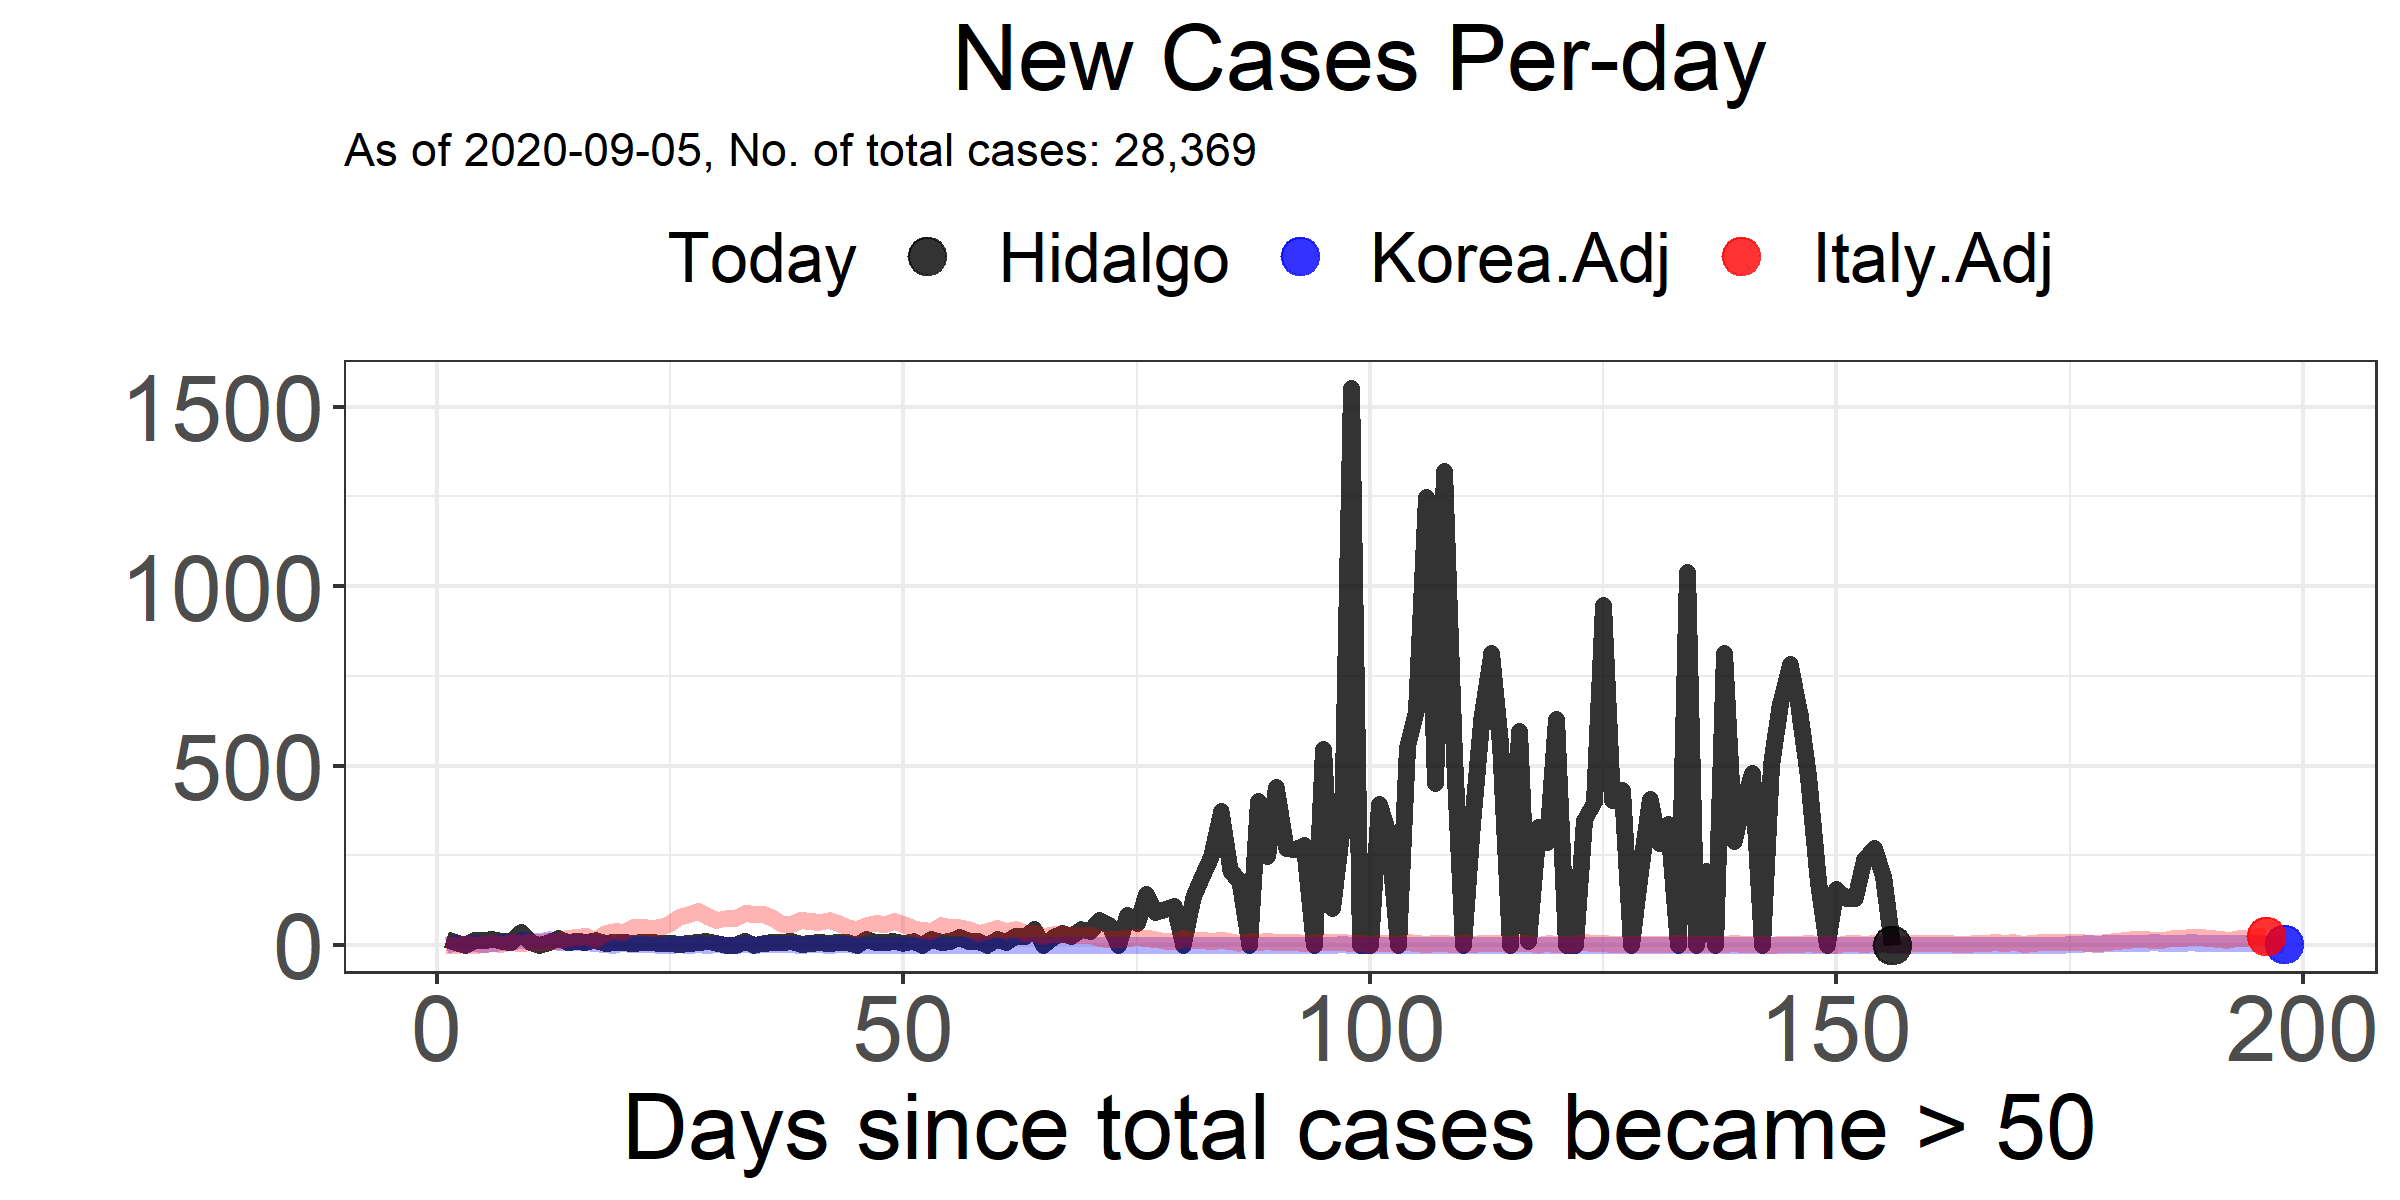 New Cases Per-day
As of 2020-09-05, No. of total cases: 28,369
Today Hidalgo Korea.Adj Italy.Adj
1500
1000
500
0
0 50 100 150 200
Days since total cases became > 50